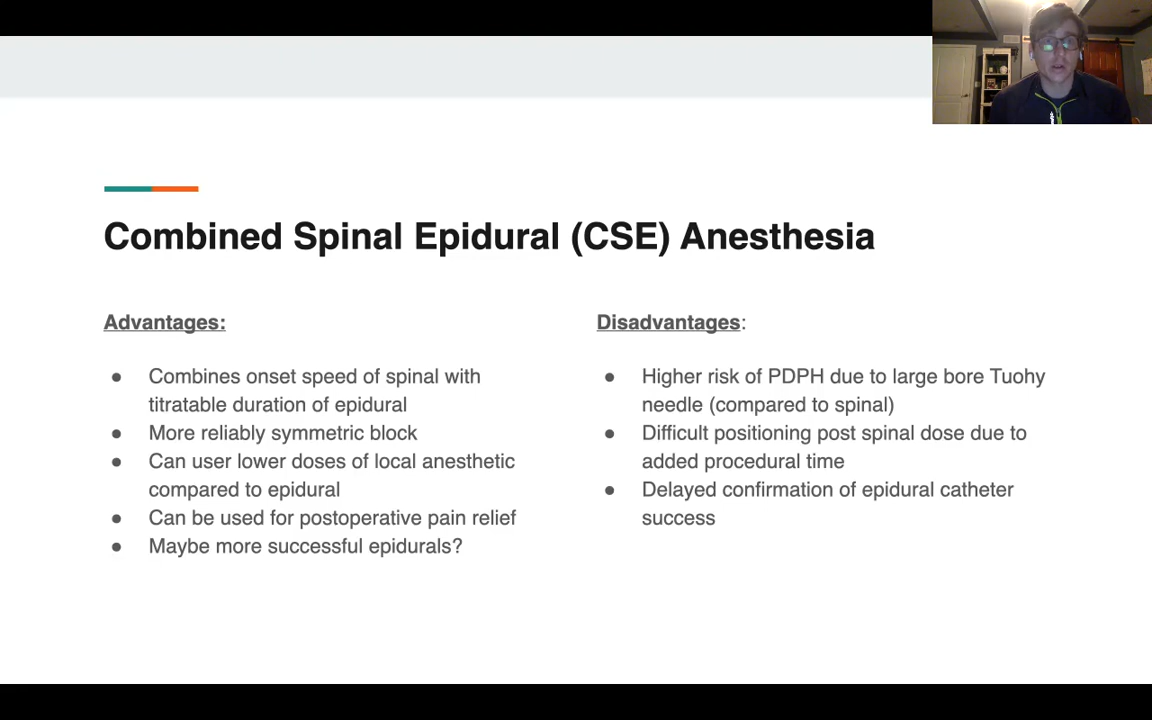 Combined Spinal Epidural (CSE) Anesthesia
Advantages:
● Combines onset speed of spinal with
titratable duration of epidural
● More reliably symmetric block
● Can user lower doses of local anesthetic
compared to epidural
● Can be used for postoperative pain relief
● Maybe more successful epidurals?
Disadvantages:
● Higher risk of PDPH due to large bore Tuohy
needle (compared to spinal)
● Difficult positioning post spinal dose due to
added procedural time
● Delayed confirmation of epidural catheter
success